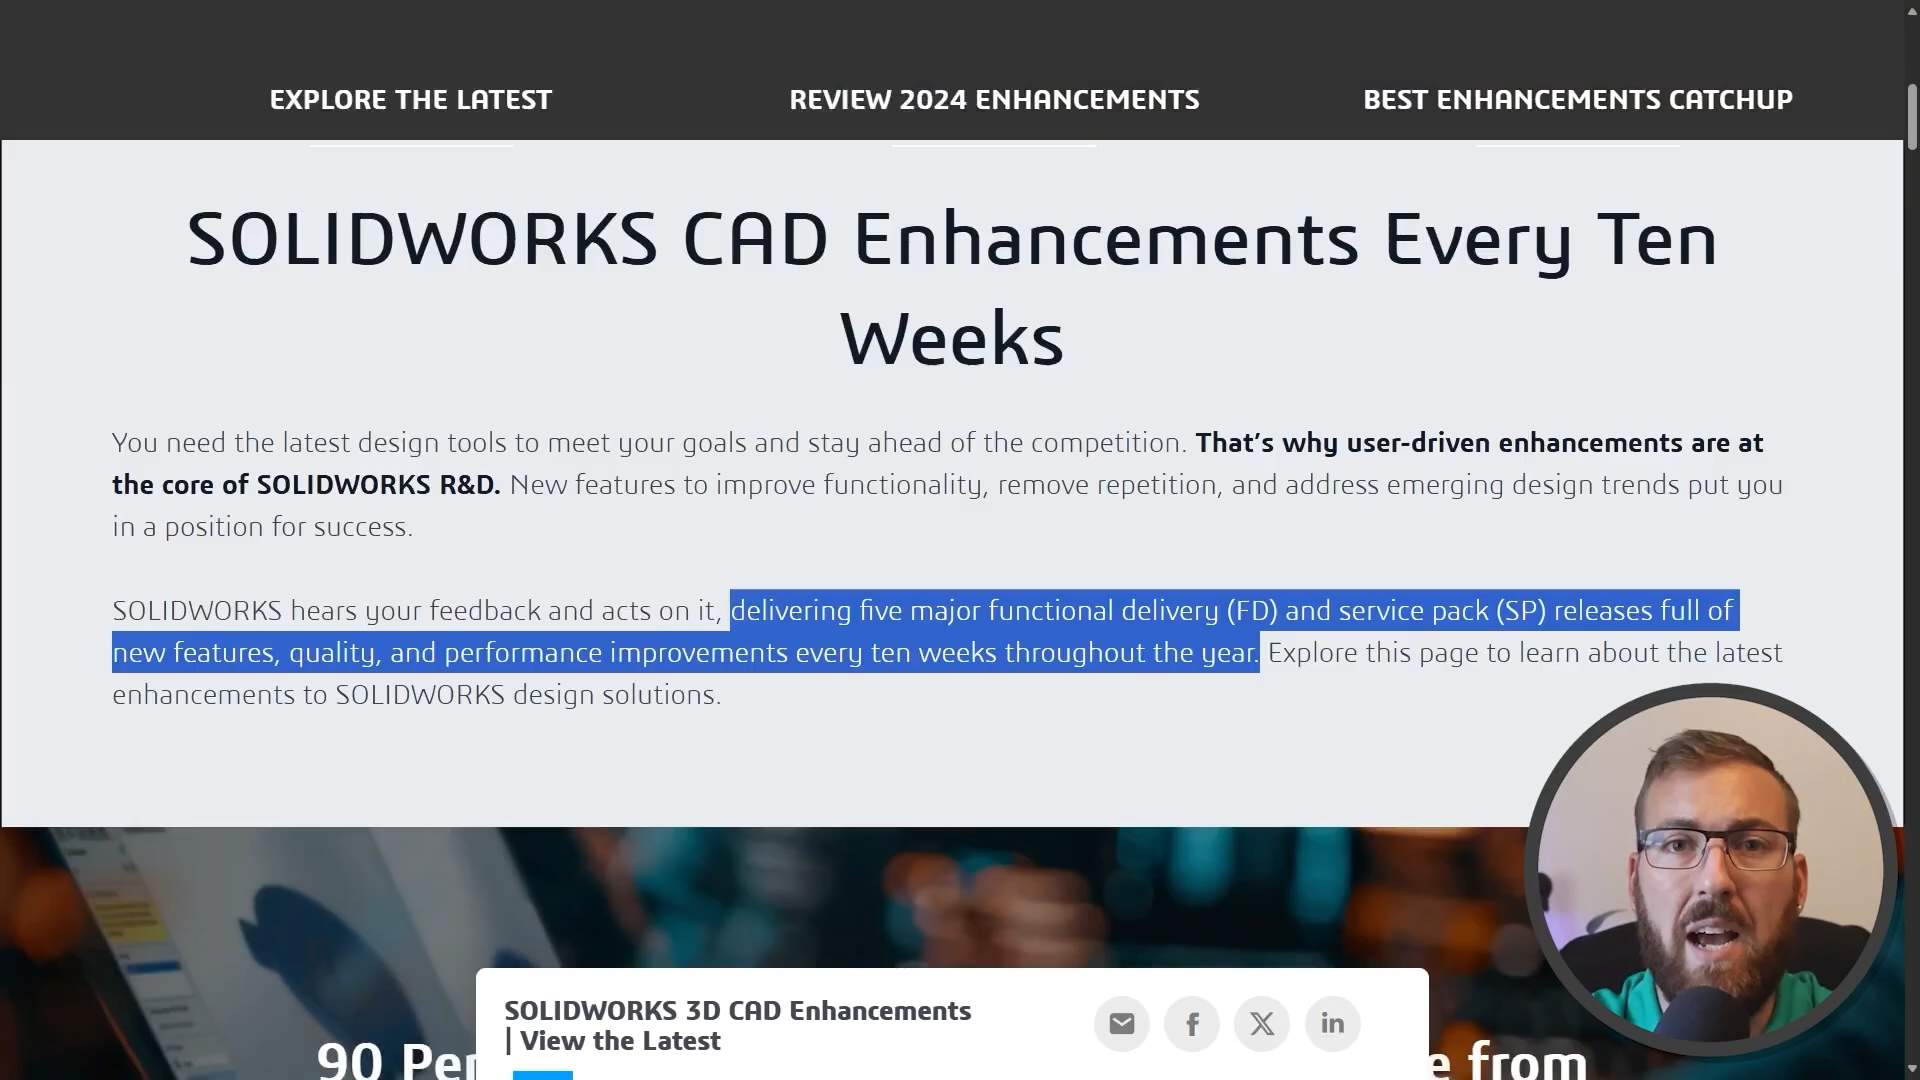 EXPLORE THE LATEST
REVIEW 2024 ENHANCEMENTS
BEST ENHANCEMENTS CATCHUP
SOLIDWORKS CAD Enhancements Every Ten
Weeks
You need the latest design tools to meet your goals and stay ahead of the competition. That's why user-driven enhancements are at
the core of SOLIDWORKS R&D. New features to improve functionality, remove repetition, and address emerging design trends put you
in a position for success.
SOLIDWORKS hears your feedback and acts on it, delivering five major functional delivery (FD) and service pack (SP) releases full of
new features, quality, and performance improvements every ten weeks throughout the year. Explore this page to learn about the latest
enhancements to SOLIDWORKS design solutions.
SOLIDWORKS 3D CAD Enhancements
| View the Latest
90 Per
e from